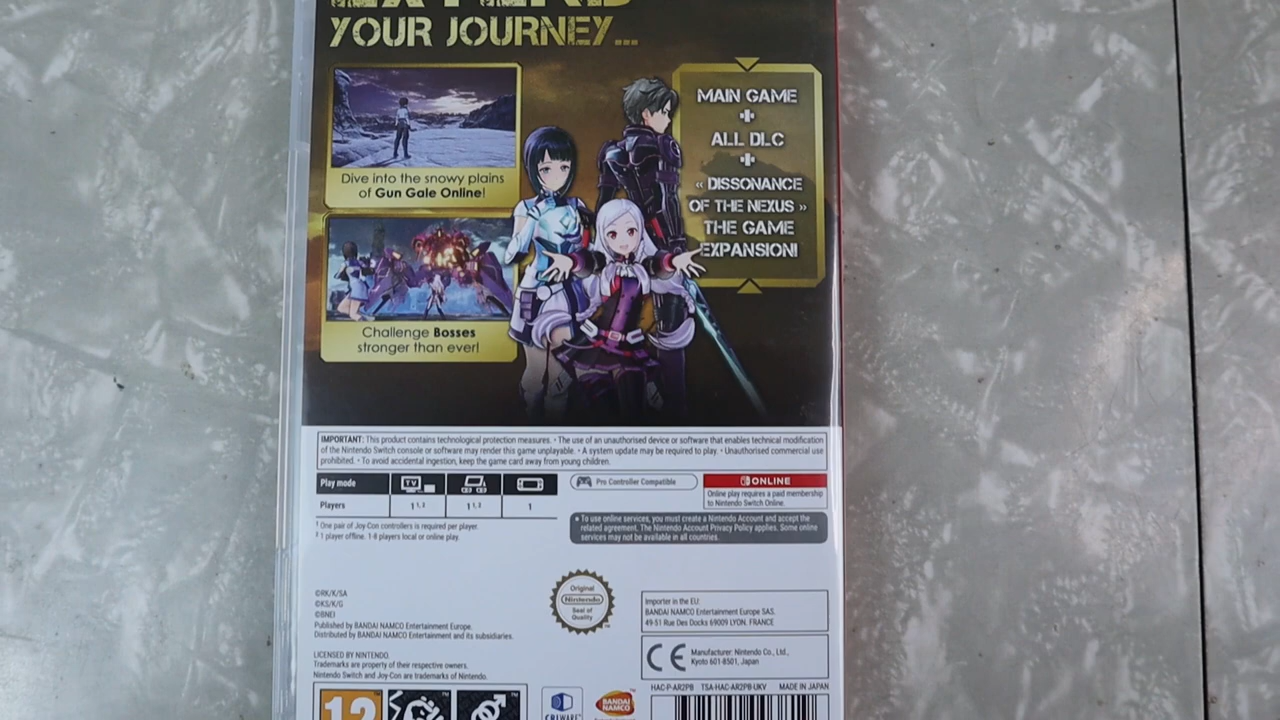 YOUR JOURNEY...
Dive into the snowy plains
of Gun Gale Online!
Challenge Bosses
stronger than ever!
MAIN GAME
+
ALL DLC
+
« DISSONANCE
OF THE NEXUS »
THE GAME
EXPANSION!
IMPORTANT: This product contains technological protection measures. • The use of an unauthorised device or software that enables technical modification
of the Nintendo Switch console or software may render this game unplayable. • A system update may be required to play. • Unauthorised commercial use
prohibited. • To avoid accidental ingestion, keep the game card away from young children.
Play mode
TV
Players
1 1, 2
1 1, 2
1
1 One pair of Joy-Con controllers is required per player.
2 1 player offline. 1-8 players local or online play.
Pro Controller Compatible
ONLINE
Online play requires a paid membership
to Nintendo Switch Online.
• To use online services, you must create a Nintendo Account and accept the
related agreement. The Nintendo Account Privacy Policy applies. Some online
services may not be available in all countries.
©RK/K/SA
©KS/K/G
©BNEI
Published by BANDAI NAMCO Entertainment Europe.
Distributed by BANDAI NAMCO Entertainment and its subsidiaries.
LICENSED BY NINTENDO.
Trademarks are property of their respective owners.
Nintendo Switch and Joy-Con are trademarks of Nintendo.
Original
Nintendo
Seal of
Quality
TM
Importer in the EU:
BANDAI NAMCO Entertainment Europe SAS.
49-51 Rue Des Docks 69009 LYON. FRANCE
CE
Manufacturer: Nintendo Co., Ltd.,
Kyoto 601-8501, Japan
HAC-P-AR2PB TSA-HAC-AR2PB-UKV MADE IN JAPAN
12
CRIWARE
BANDAI
NAMCO